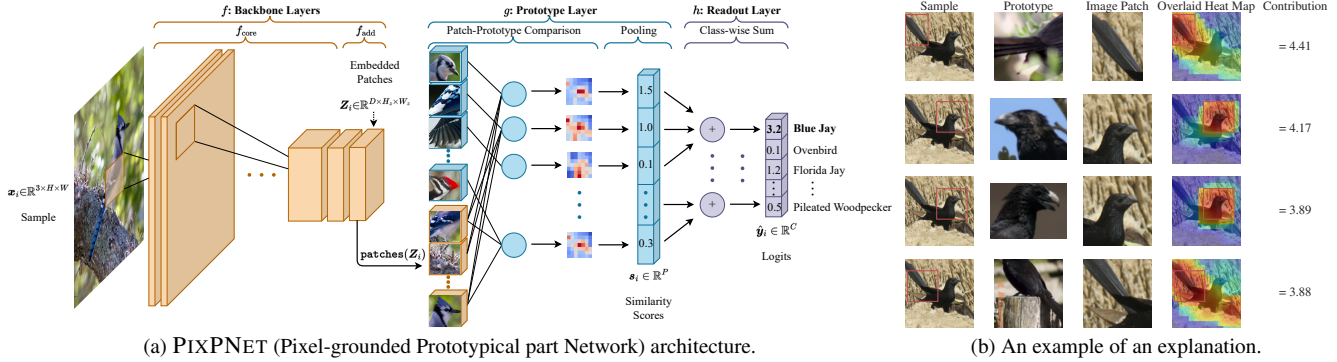 f: Backbone Layers
g: Prototype Layer
h: Readout Layer
f_core
f_add
Patch-Prototype Comparison
Pooling
Class-wise Sum
Embedded
Patches
Z_i∈ℝ^{D×H_z×W_z}
x_i∈ℝ^{3×H×W}
Sample
patches(Z_i)
1.5
1.0
0.1
0.3
s_i ∈ ℝ^P
Similarity
Scores
+
+
3.2 Blue Jay
0.1 Ovenbird
1.2 Florida Jay
0.5 Pileated Woodpecker
ŷ_i ∈ ℝ^C
Logits
(a) PIXPNET (Pixel-grounded Prototypical part Network) architecture.
Sample Prototype Image Patch Overlaid Heat Map Contribution
= 4.41
= 4.17
= 3.89
= 3.88
(b) An example of an explanation.